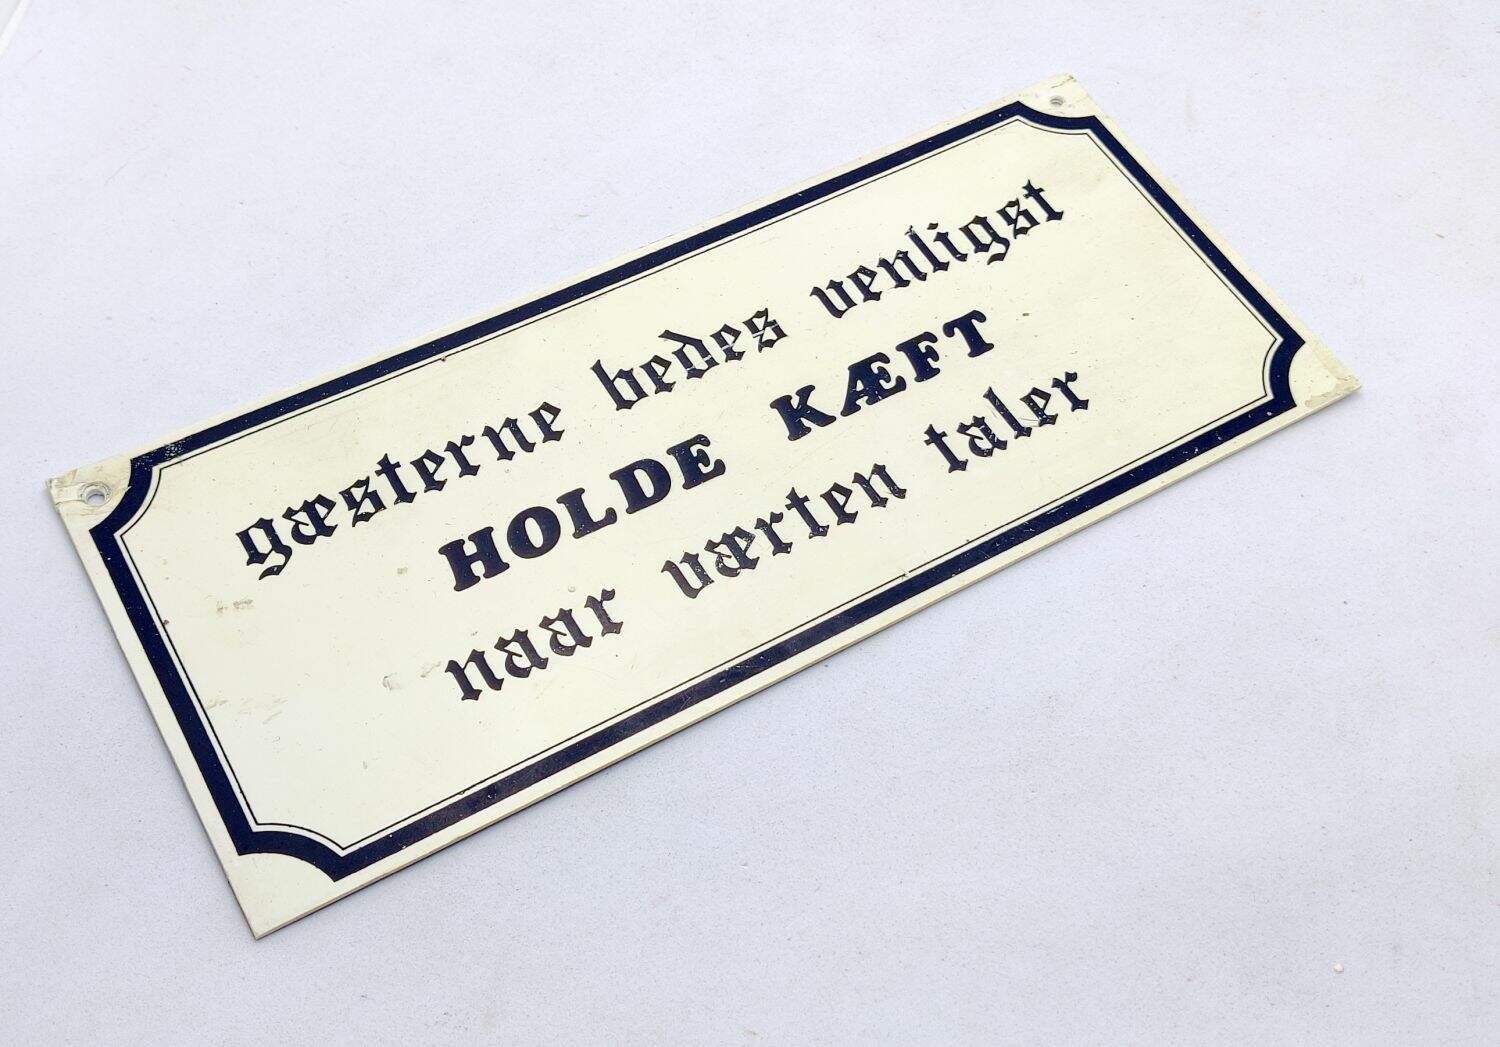 gæsterne bedes venligst
HOLDE KÆFT
naar værten taler